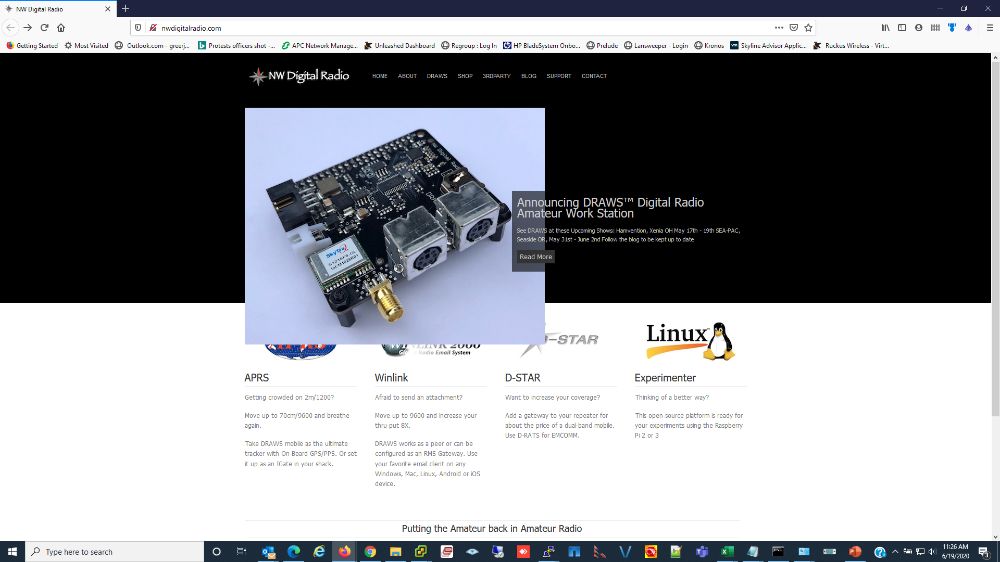 NW Digital Radio
nwdigitalradio.com
Getting Started
Most Visited
Outlook.com - greerj...
Protests officers shot -...
APC Network Manage...
Unleashed Dashboard
Regroup : Log In
HP BladeSystem Onbo...
Prelude
Lansweeper - Login
Kronos
Skyline Advisor Applic...
Ruckus Wireless - Virt...
NW Digital Radio
HOME
ABOUT
DRAWS
SHOP
3RDPARTY
BLOG
SUPPORT
CONTACT
NW Digital Radio
SkyTra
S1216F8-GL
lot:M1825R01
Announcing DRAWS™ Digital Radio
Amateur Work Station
See DRAWS at these Upcoming Shows: Hamvention, Xenia OH May 17th - 19th SEA-PAC,
Seaside OR, May 31st - June 2nd Follow the blog to be kept up to date
Read More
WINLINK 2000
Global Radio Email System
D-STAR
Linux™
APRS
Getting crowded on 2m/1200?
Move up to 70cm/9600 and breathe
again.
Take DRAWS mobile as the ultimate
tracker with On-Board GPS/PPS. Or set
it up as an IGate in your shack.
Winlink
Afraid to send an attachment?
Move up to 9600 and increase your
thru-put 8X.
DRAWS works as a peer or can be
configured as an RMS Gateway. Use
your favorite email client on any
Windows, Mac, Linux, Android or iOS
device.
D-STAR
Want to increase your coverage?
Add a gateway to your repeater for
about the price of a dual-band mobile.
Use D-RATS for EMCOMM.
Experimenter
Thinking of a better way?
This open-source platform is ready for
your experiments using the Raspberry
Pi 2 or 3
Putting the Amateur back in Amateur Radio
Type here to search
11:26 AM
6/19/2020
3